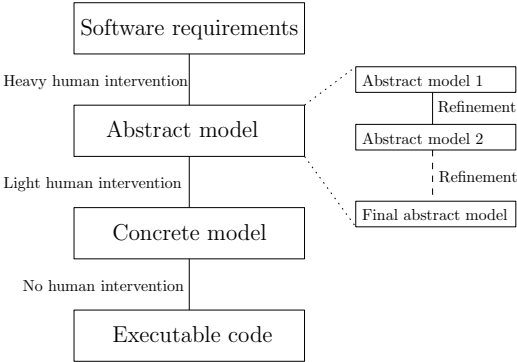 Software requirements
Heavy human intervention
Abstract model
Light human intervention
Concrete model
No human intervention
Executable code
Abstract model 1
Refinement
Abstract model 2
Refinement
Final abstract model